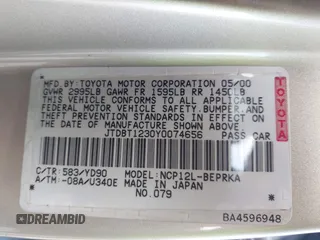 MFD. BY TOYOTA MOTOR CORPORATION 05/00
GVWR 2995LB GAWR FR 1595LB RR 1450LB
THIS VEHICLE CONFORMS TO ALL APPLICABLE
FEDERAL MOTOR VEHICLE SAFETY,BUMPER,AND
THEFT PREVENTION STANDARDS IN EFFECT ON
THE DATE OF MANUFACTURE SHOWN ABOVE.
JTDBT1230Y0074656 PASS CAR
TOYOTA
C/TR:583/YD90 MODEL:NCP12L-BEPRKA
A/TM:-08A/U340E MADE IN JAPAN
NO.079
DREAMBID
BA4596948